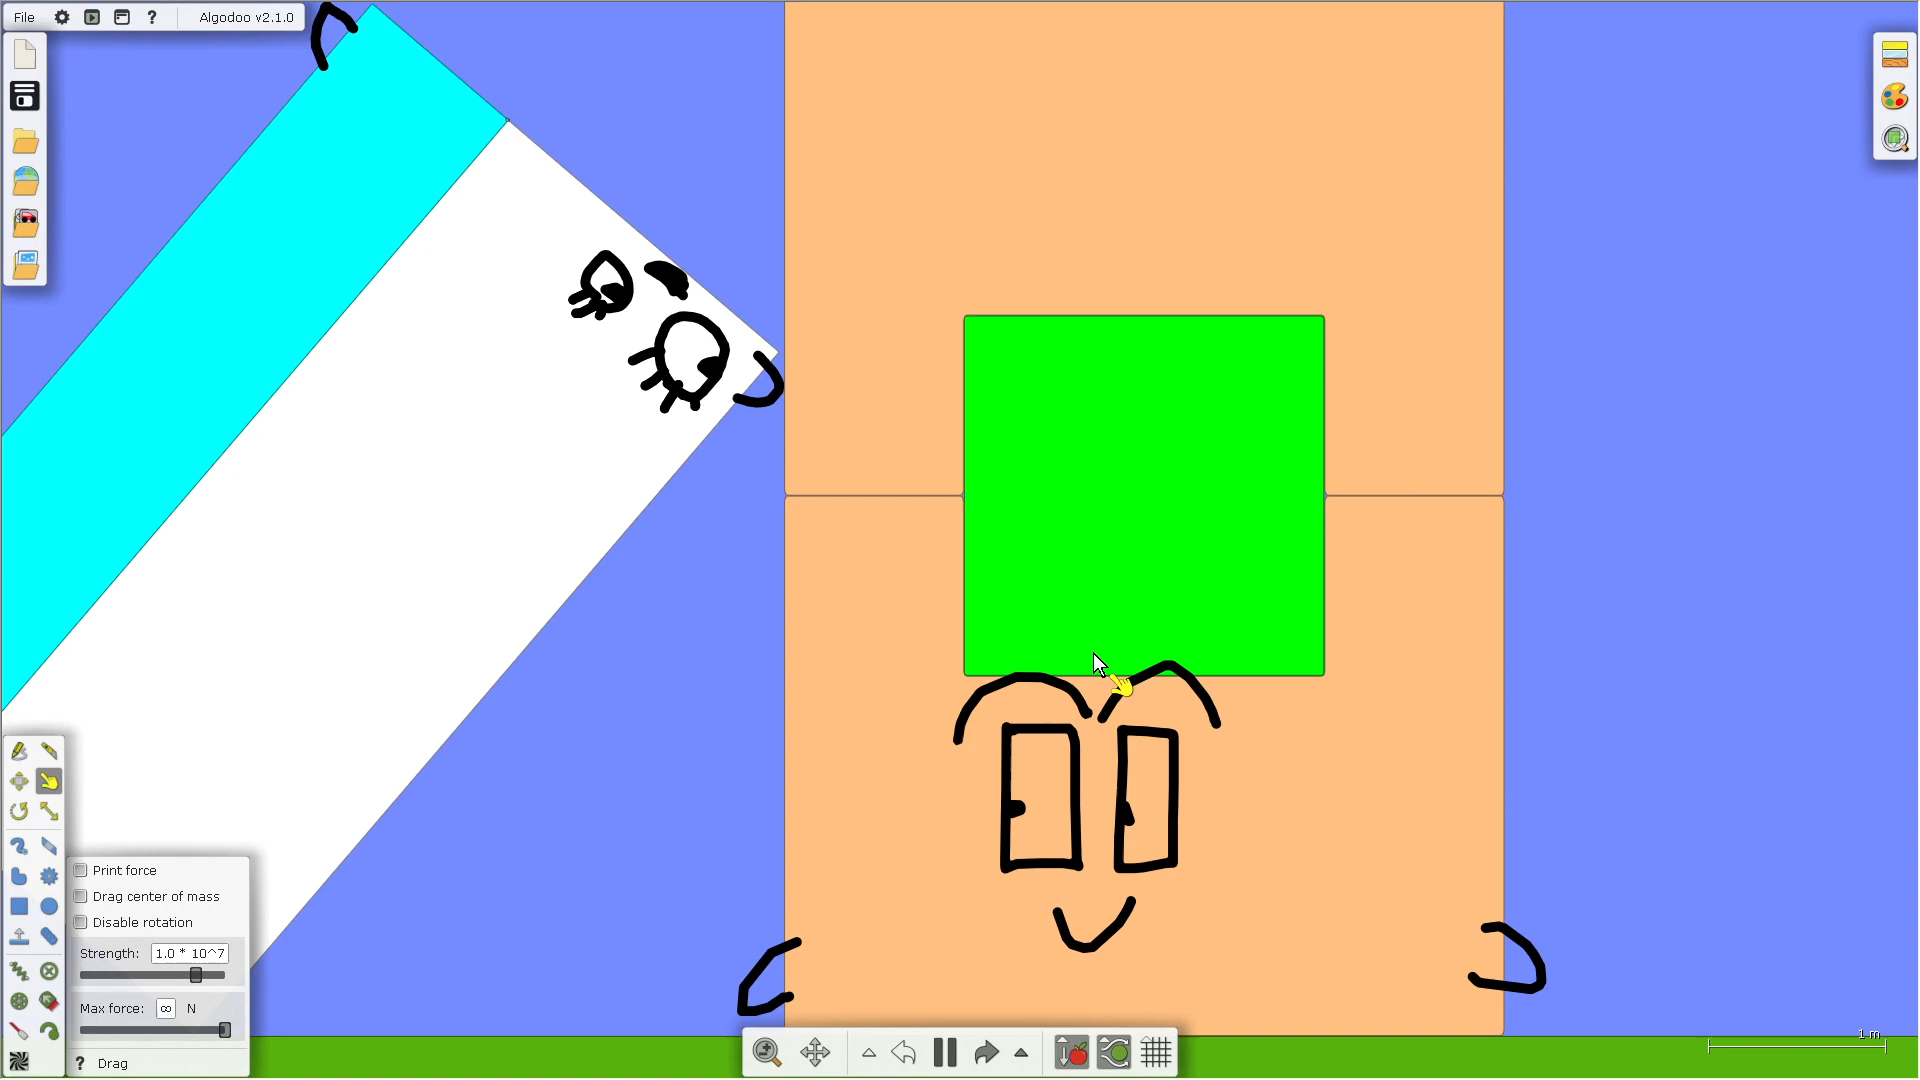 File ? Algodoo v2.1.0
Print force
Drag center of mass
Disable rotation
Strength: 1.0 * 10^7
Max force: ∞ N
? Drag
1 m